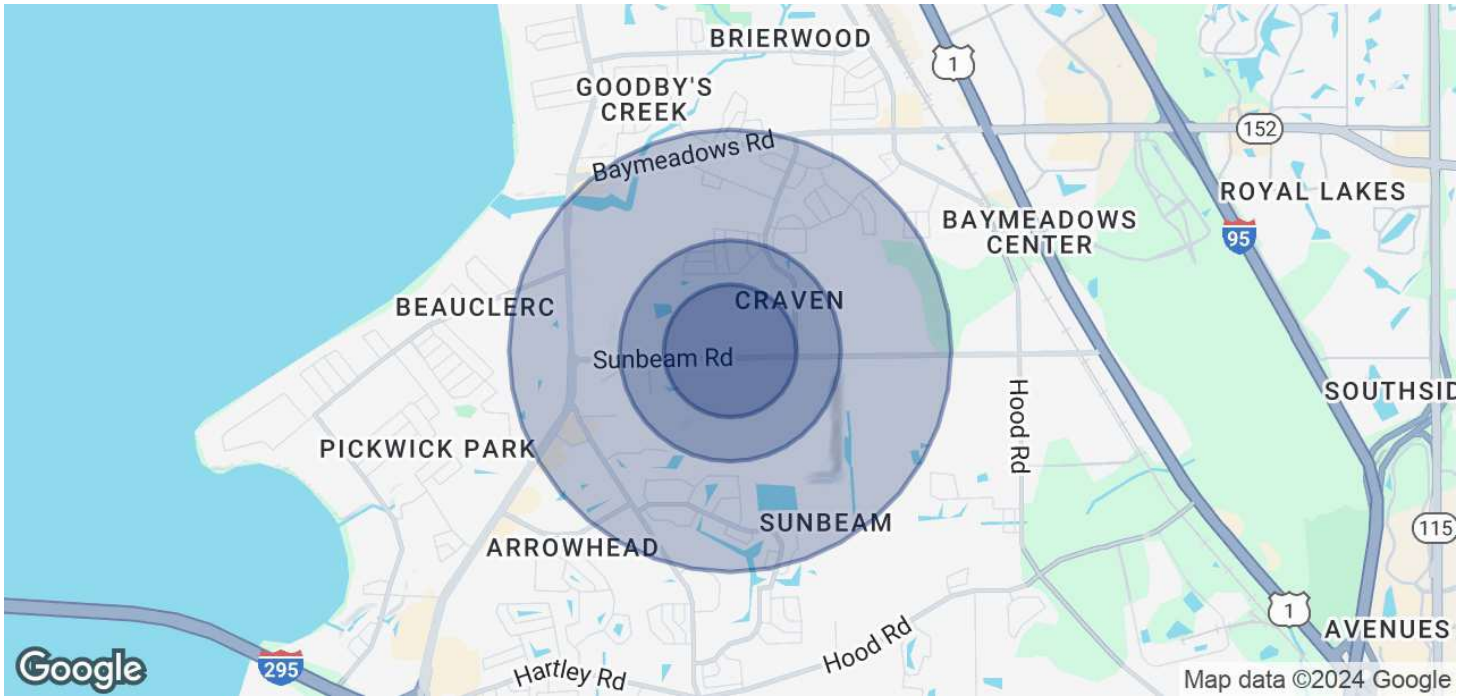 BRIERWOOD
1
GOODBY'S
CREEK
152
Baymeadows Rd
ROYAL LAKES
BAYMEADOWS
CENTER
95
BEAUCLERC
CRAVEN
Sunbeam Rd
SOUTHSID
Hood Rd
PICKWICK PARK
SUNBEAM
115
ARROWHEAD
1
AVENUES
Hood Rd
295
Hartley Rd
Google
Map data ©2024 Google